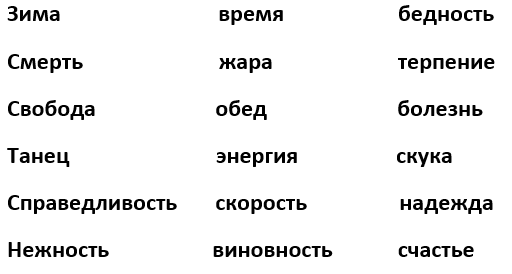 Зима время бедность
Смерть жара терпение
Свобода обед болезнь
Танец энергия скука
Справедливость скорость надежда
Нежность виновность счастье